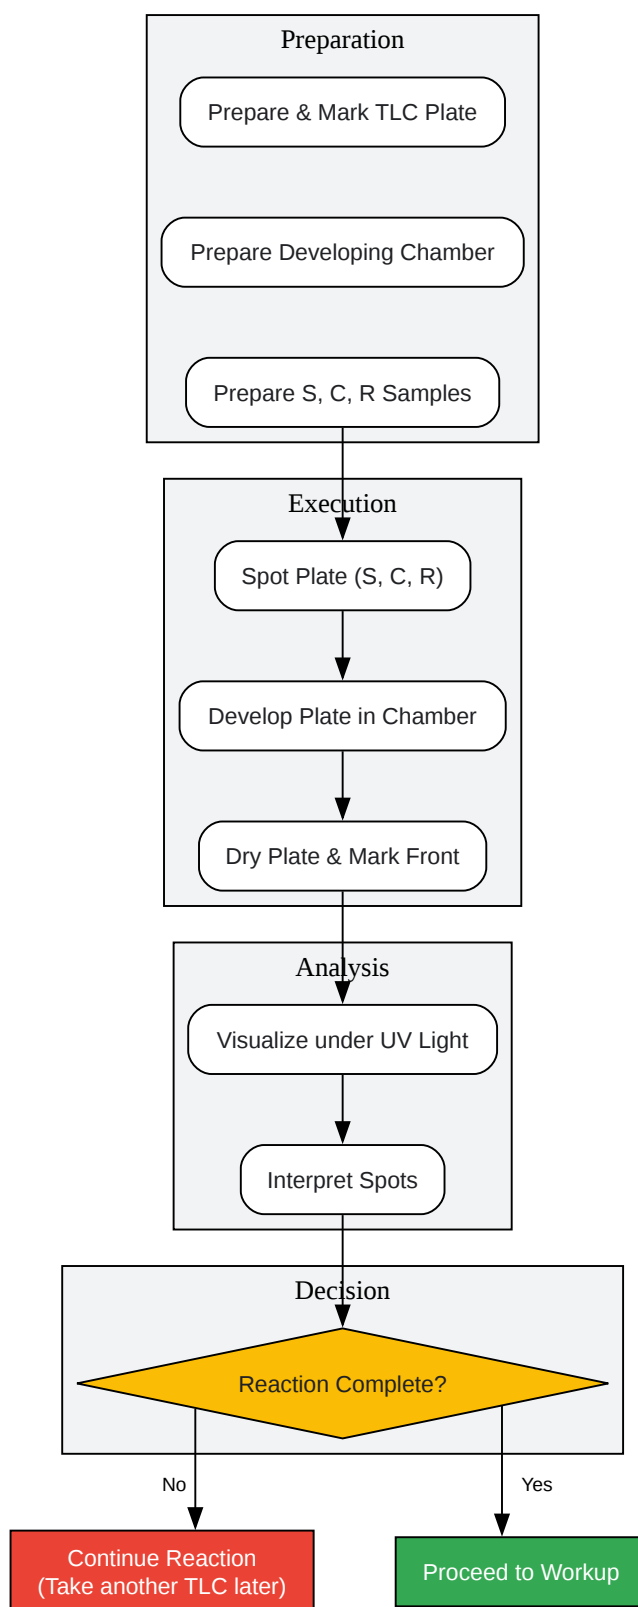 Preparation
Prepare & Mark TLC Plate
Prepare Developing Chamber
Prepare S, C, R Samples
Execution
Spot Plate (S, C, R)
Develop Plate in Chamber
Dry Plate & Mark Front
Analysis
Visualize under UV Light
Interpret Spots
Decision
Reaction Complete?
No
Yes
Continue Reaction
(Take another TLC later)
Proceed to Workup